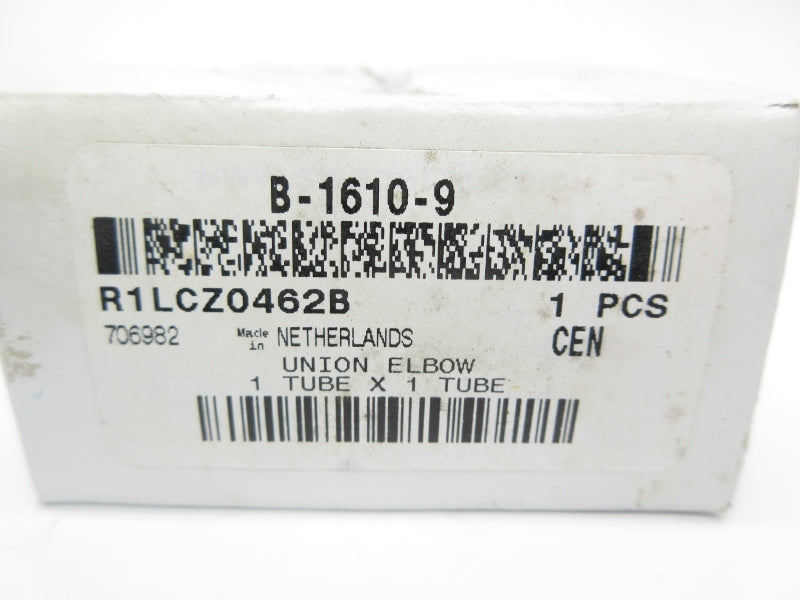 B-1610-9
R1LCZ0462B 1 PCS
706982 Made in NETHERLANDS CEN
UNION ELBOW
1 TUBE X 1 TUBE